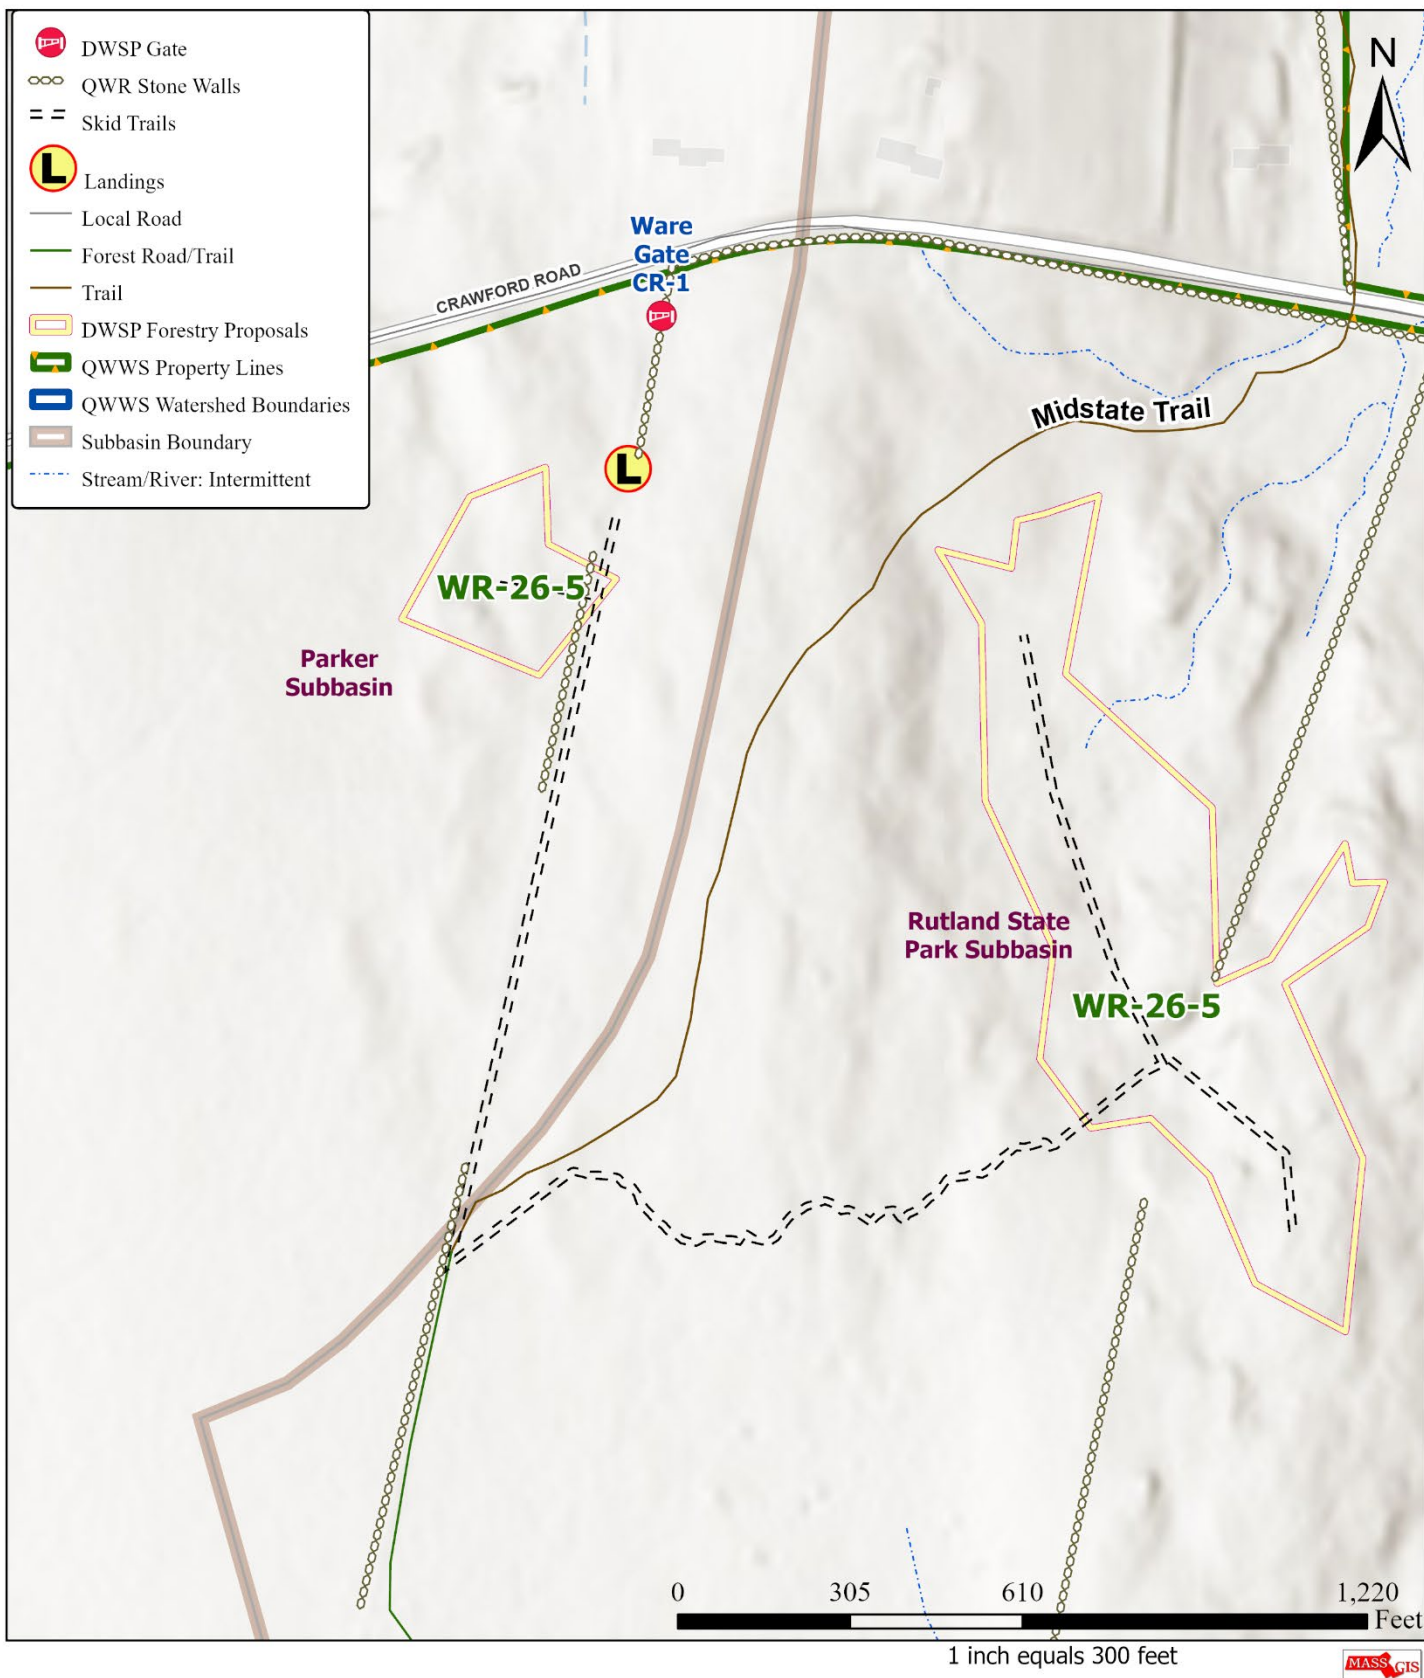 DWSP Gate
QWR Stone Walls
Skid Trails
L
Landings
Local Road
Forest Road/Trail
Trail
DWSP Forestry Proposals
QWWS Property Lines
QWWS Watershed Boundaries
Subbasin Boundary
Stream/River: Intermittent
N
Ware
Gate
CR-1
CRAWFORD ROAD
Midstate Trail
L
WR-26-5
Parker
Subbasin
Rutland State
Park Subbasin
WR-26-5
0 305 610 1,220
Feet
1 inch equals 300 feet
MASS GIS